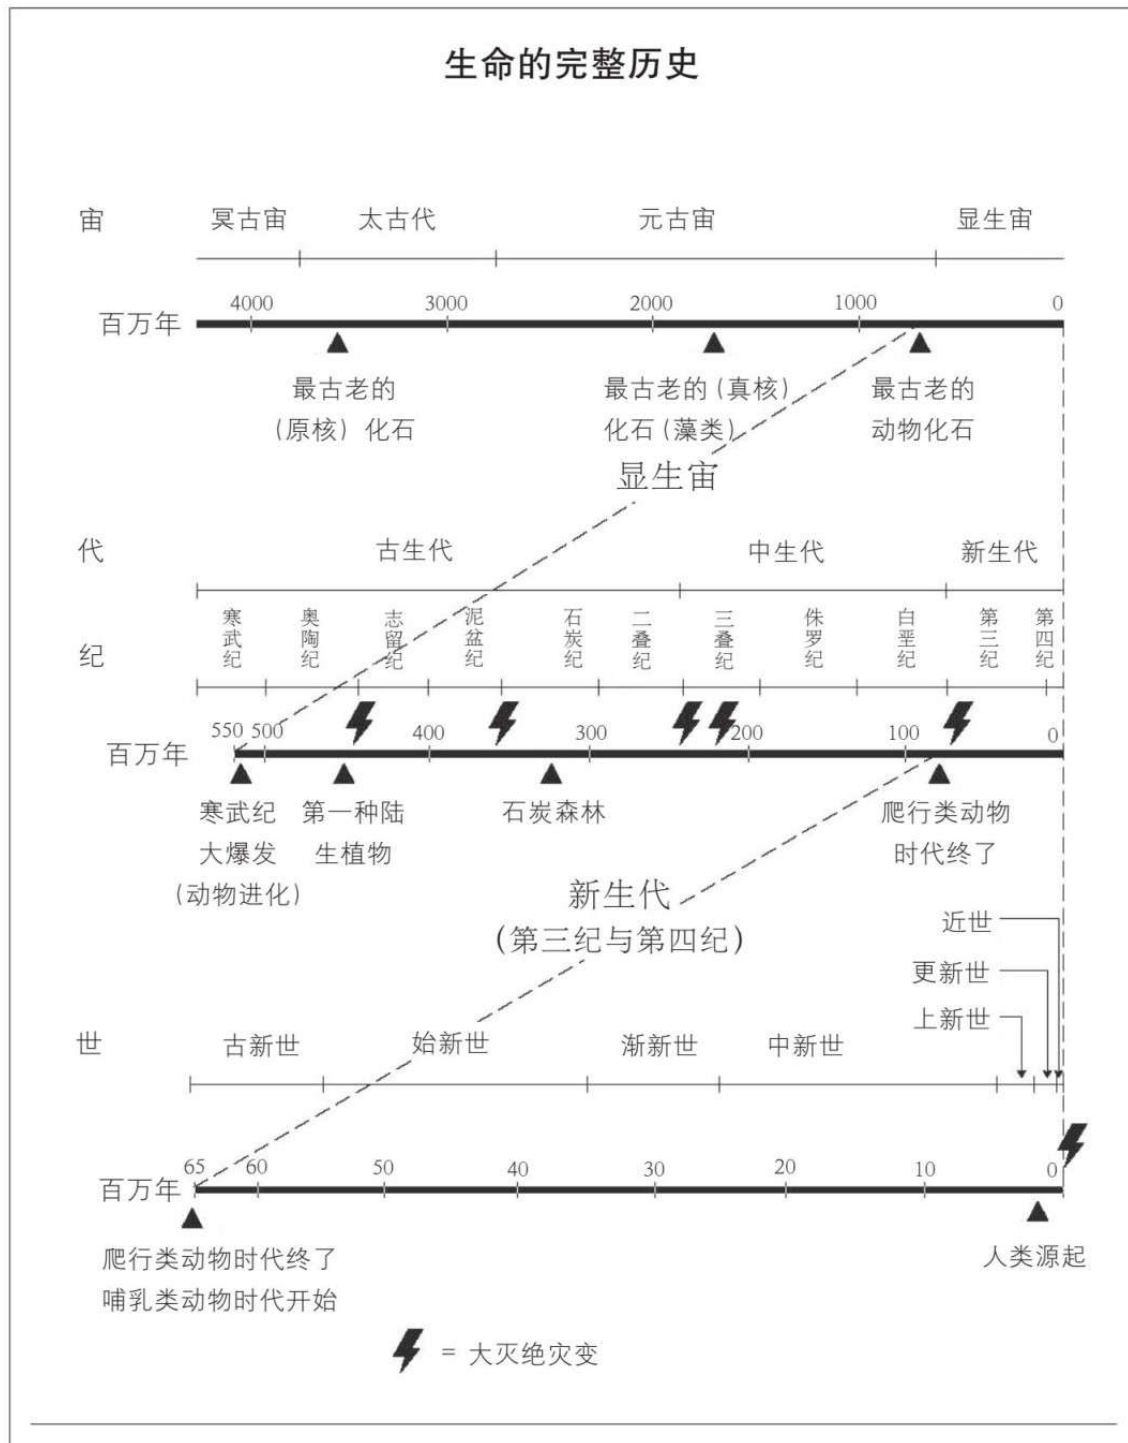 生命的完整历史
宙 冥古宙 太古代 元古宙 显生宙
4000 3000 2000 1000 0
百万年
最古老的 最古老的(真核) 最古老的
(原核)化石 化石(藻类) 动物化石
显生宙
代 古生代 中生代 新生代
纪 寒武纪 奥陶纪 志留纪 泥盆纪 石炭纪 二叠纪 三叠纪 侏罗纪 白垩纪 第三纪 第四纪
550 500 400 300 200 100 0
百万年
寒武纪 第一种陆 石炭森林 爬行类动物
大爆发 生植物 时代终了
(动物进化)
新生代
(第三纪与第四纪)
近世
更新世
上新世
世 古新世 始新世 渐新世 中新世
65 60 50 40 30 20 10 0
百万年
爬行类动物时代终了 人类源起
哺乳类动物时代开始
= 大灭绝灾变